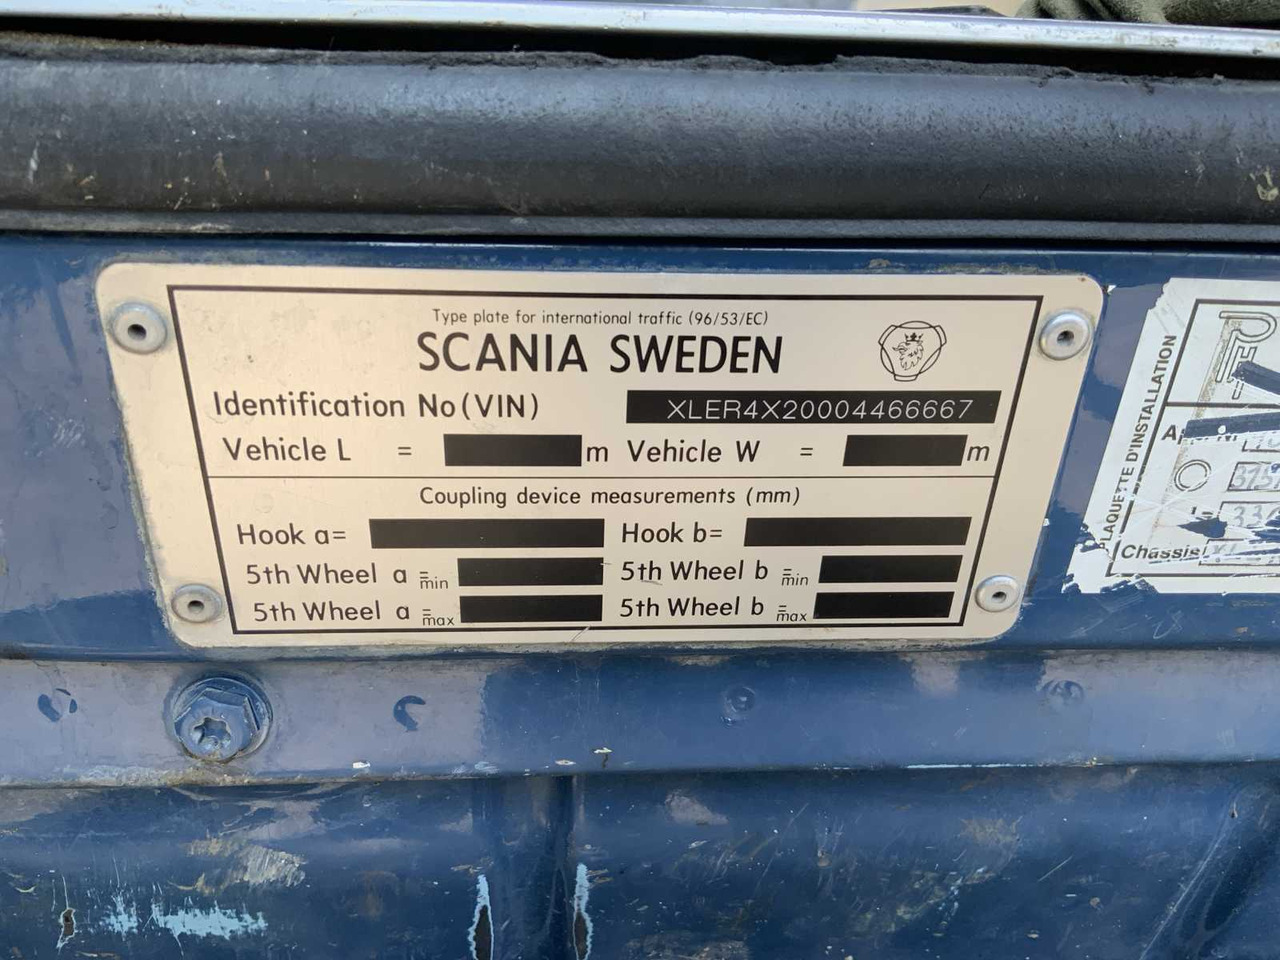 Type plate for international traffic (96/53/EC)
SCANIA SWEDEN
Identification No (VIN) XLER4X20004466667
Vehicle L = m Vehicle W = m
Coupling device measurements (mm)
Hook a= Hook b=
5th Wheel a = min 5th Wheel b = min
5th Wheel a = max 5th Wheel b = max
PLAQUETTE D'INSTALLATION
Chassis